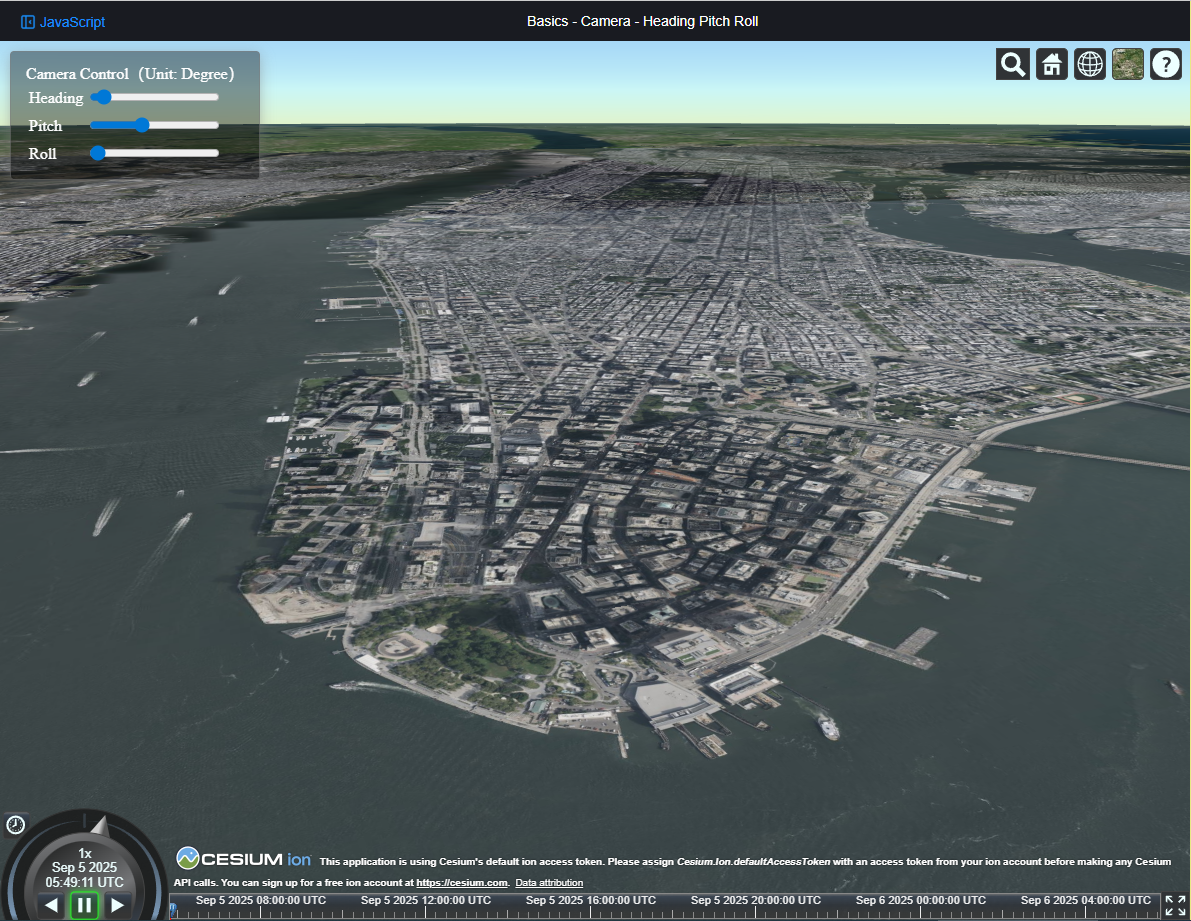 JavaScript
Basics - Camera - Heading Pitch Roll
Camera Control (Unit: Degree)
Heading
Pitch
Roll
?
1x
Sep 5 2025
05:49:11 UTC
CESIUM ion This application is using Cesium's default ion access token. Please assign Cesium.Ion.defaultAccessToken with an access token from your ion account before making any Cesium
API calls. You can sign up for a free ion account at https://cesium.com. Data attribution
Sep 5 2025 08:00:00 UTC Sep 5 2025 12:00:00 UTC Sep 5 2025 16:00:00 UTC Sep 5 2025 20:00:00 UTC Sep 6 2025 00:00:00 UTC Sep 6 2025 04:00:00 UTC